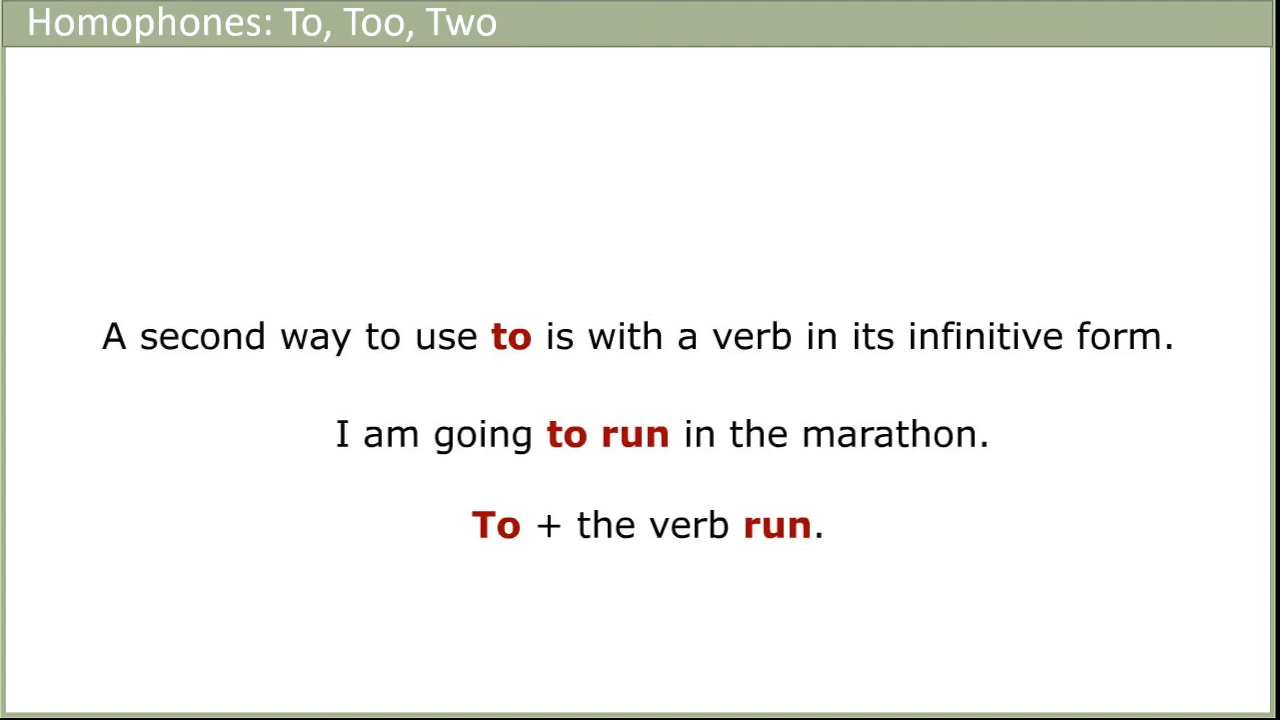 Homophones: To, Too, Two
A second way to use to is with a verb in its infinitive form.
I am going to run in the marathon.
To + the verb run.